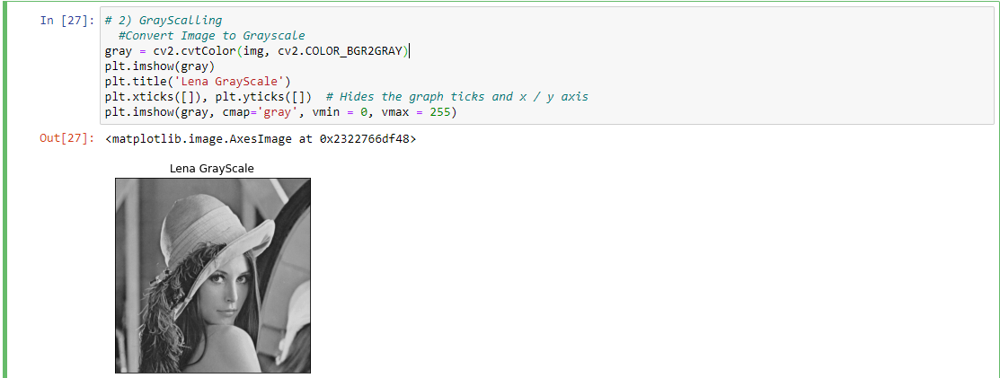 In [27]: # 2) GrayScalling
#Convert Image to Grayscale
gray = cv2.cvtColor(img, cv2.COLOR_BGR2GRAY)
plt.imshow(gray)
plt.title('Lena GrayScale')
plt.xticks([]), plt.yticks([])  # Hides the graph ticks and x / y axis
plt.imshow(gray, cmap='gray', vmin = 0, vmax = 255)
Out[27]: <matplotlib.image.AxesImage at 0x2322766df48>
Lena GrayScale